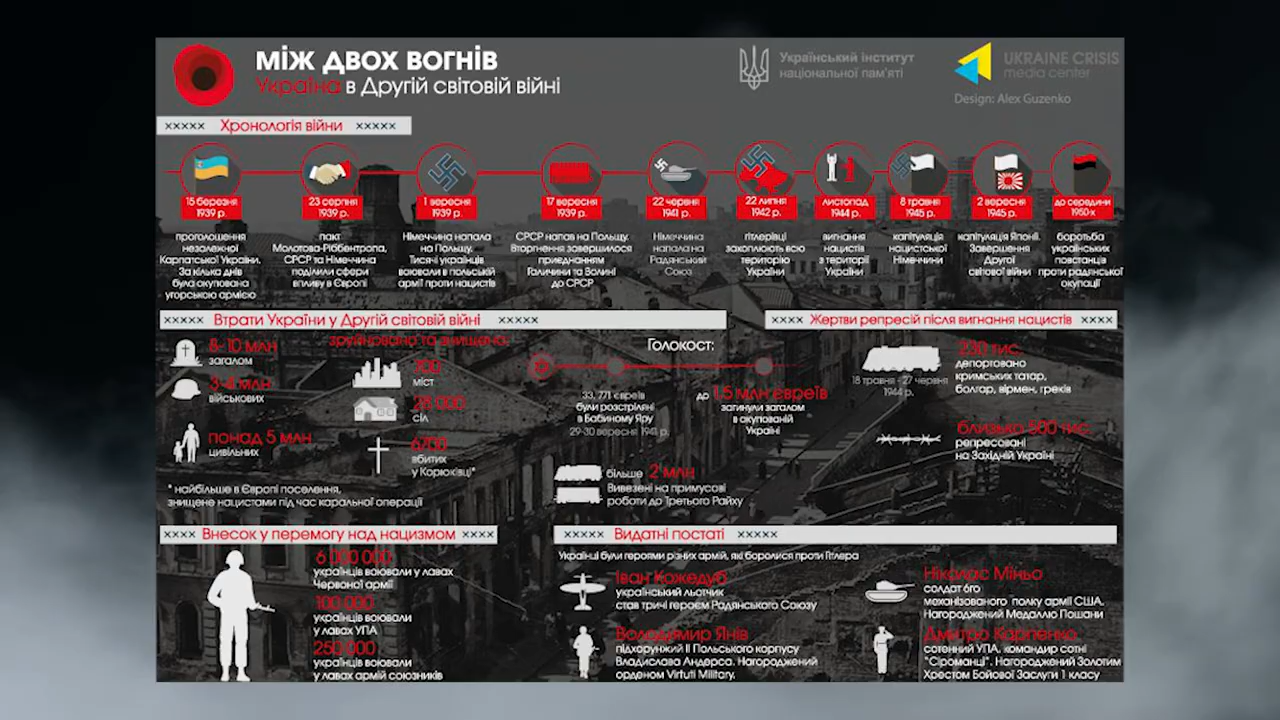 МІЖ ДВОХ ВОГНІВ
Україна в Другій світовій війні
Український інститут
національної пам'яті
UKRAINE CRISIS
media center
Design: Alex Guzenko
xxxxx Хронологія війни xxxxx
15 березня
1939 р.
проголошення
незалежної
Карпатської України.
За кілька днів
була окупована
угорською армією
23 серпня
1939 р.
пакт
Молотова-Ріббентропа,
СРСР та Німеччина
поділили сфери
впливу в Європі
1 вересня
1939 р.
Німеччина напала
на Польщу.
Тисячі українців
воювали в польській
армії проти нацистів
17 вересня
1939 р.
СРСР напав на Польщу.
Вторгнення завершилося
приєднанням
Галичини та Волині
до СРСР
22 червня
1941 р.
Німеччина
напала на
Радянський
Союз
22 липня
1942 р.
гітлерівці
захоплюють всю
територію
України
листопад
1944 р.
вигнання
нацистів
з території
України
8 травня
1945 р.
капітуляція
нацистської
Німеччини
2 вересня
1945 р.
капітуляція Японії.
Завершення
Другої
світової війни
до середини
1950-х
боротьба
українських
повстанців
проти радянської
окупації
xxxxx Втрати України у Другій світовій війні xxxxx
8-10 млн
загалом
3-4 млн
військових
понад 5 млн
цивільних
зруйновано та знищено:
700
міст
28 000
сіл
6700
вбитих
у Корюківці*
* найбільше в Європі поселення,
знищене нацистами під час каральної операції
Голокост:
33, 771 євреїв
були розстріляні
в Бабиному Яру
29-30 вересня 1941 р.
до 1,5 млн євреїв
загинули загалом
в окупованій
Україні
більше 2 млн
Вивезені на примусові
роботи до Третього Райху
xxxx Жертви репресій після вигнання нацистів xxxx
18 травня - 27 червня
1944 р.
230 тис.
депортовано
кримських татар,
болгар, вірмен, греків
близько 500 тис.
репресовані
на Західній Україні
xxxx Внесок у перемогу над нацизмом xxxx
6 000 000
українців воювали у лавах
Червоної армії
100 000
українців воювали
у лавах УПА
250 000
українців воювали
у лавах армій союзників
xxxxx Видатні постаті xxxxx
Українці були героями різних армій, які боролися проти Гітлера
Іван Кожедуб
український льотчик
став тричі героєм Радянського Союзу
Володимир Янів
підхорунжий ІІ Польського корпусу
Владислава Андерса. Нагороджений
орденом Virtuti Military.
Ніколас Міньо
солдат 6го
механізованого полку армії США.
Нагороджений Медаллю Пошани
Дмитро Карпенко
сотенний УПА, командир сотні
"Сіроманці". Нагороджений Золотим
Хрестом Бойової Заслуги 1 класу